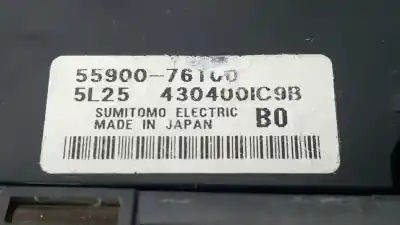 55900-76100
5L25 430400IC9B
SUMITOMO ELECTRIC
MADE IN JAPAN B0